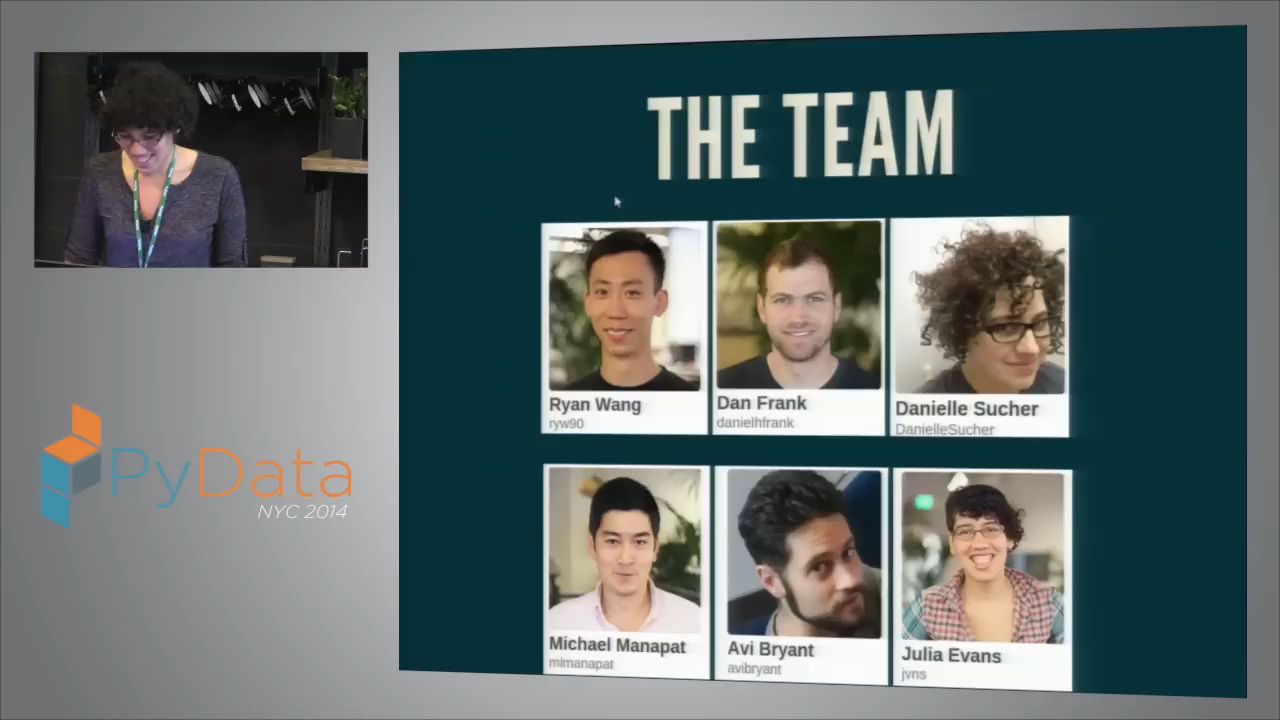 THE TEAM
Ryan Wang
ryw90
Dan Frank
danielhfrank
Danielle Sucher
DanielleSucher
Michael Manapat
mlmanapat
Avi Bryant
avibryant
Julia Evans
jvns
PyData
NYC 2014